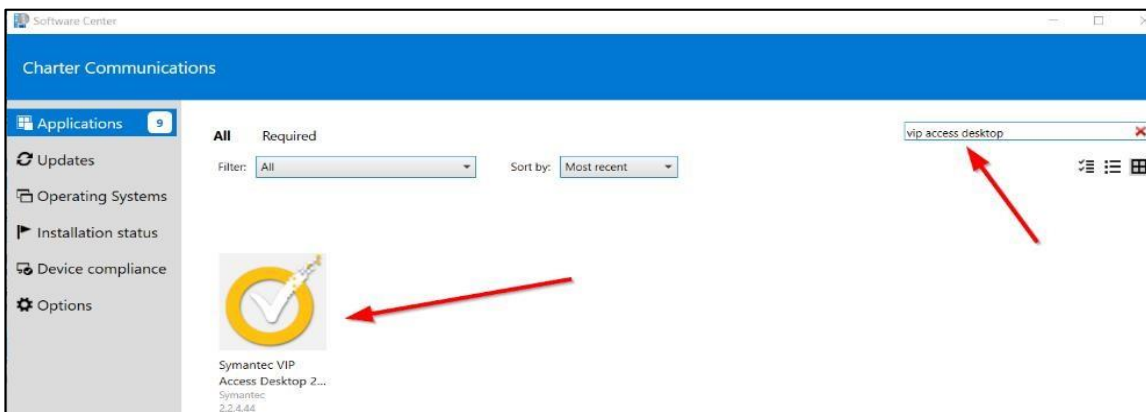 Software Center
Charter Communications
Applications 9
All Required
vip access desktop
Updates
Filter: All Sort by: Most recent
Operating Systems
Installation status
Device compliance
Options
Symantec VIP
Access Desktop 2...
Symantec
2.2.4.44